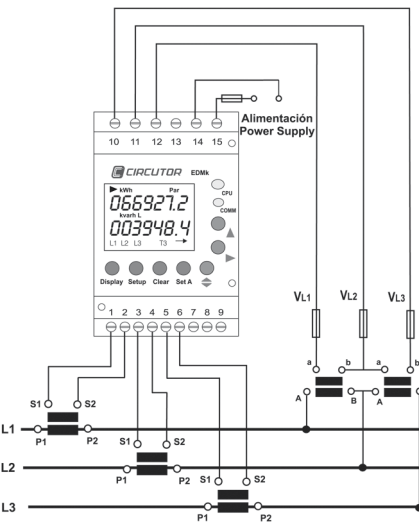 10 11 12 13 14 15
Alimentación
Power Supply
CIRCUTOR EDMk
kWh Par
066927.2
kvarh L
003948.4
L1 L2 L3 T3
CPU
COMM
Display Setup Clear Set A
1 2 3 4 5 6 7 8 9
VL1 VL2 VL3
a b a b
A B A
S1 S2
L1 P1 P2
S1 S2
L2 P1 P2
S1 S2
L3 P1 P2